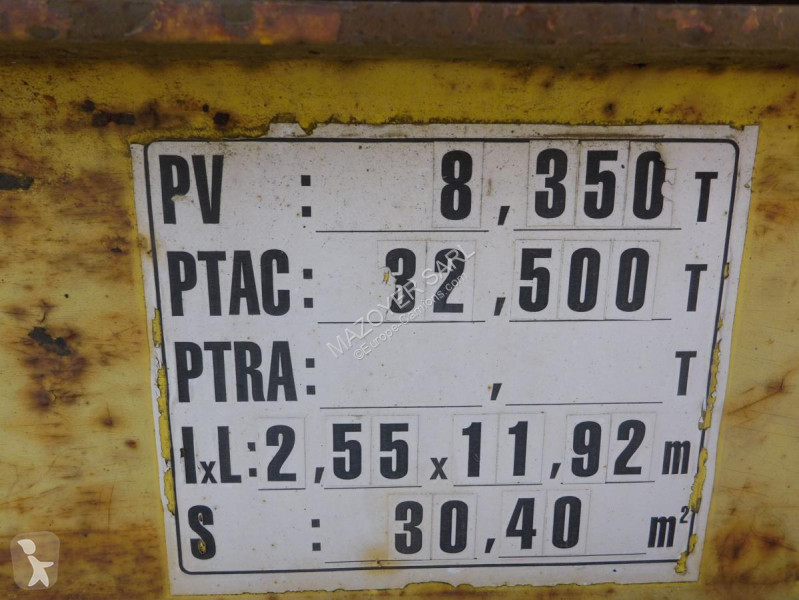 PV : 8,350 T
PTAC: 32,500 T
PTRA: , T
lxL: 2,55 x 11,92 m
S : 30,40 m²
MAZOYER SARL
©Europe-Camions.com